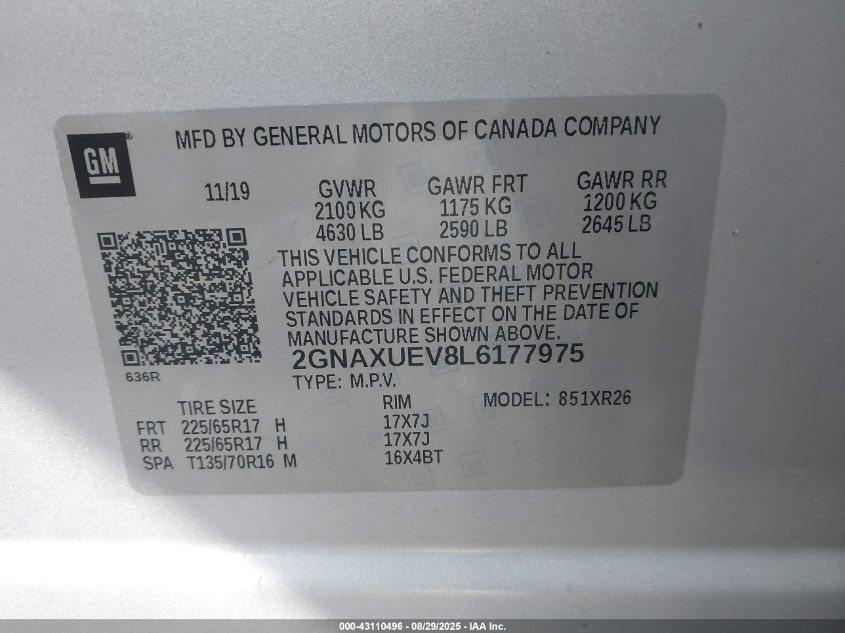 GM ®
MFD BY GENERAL MOTORS OF CANADA COMPANY
11/19 GVWR GAWR FRT GAWR RR
2100 KG 1175 KG 1200 KG
4630 LB 2590 LB 2645 LB
THIS VEHICLE CONFORMS TO ALL
APPLICABLE U.S. FEDERAL MOTOR
VEHICLE SAFETY AND THEFT PREVENTION
STANDARDS IN EFFECT ON THE DATE OF
MANUFACTURE SHOWN ABOVE.
2GNAXUEV8L6177975
636R
TYPE: M.P.V.
TIRE SIZE RIM MODEL: 851XR26
FRT 225/65R17 H 17X7J
RR 225/65R17 H 17X7J
SPA T135/70R16 M 16X4BT
000-43110496 - 08/29/2025 - IAA Inc.